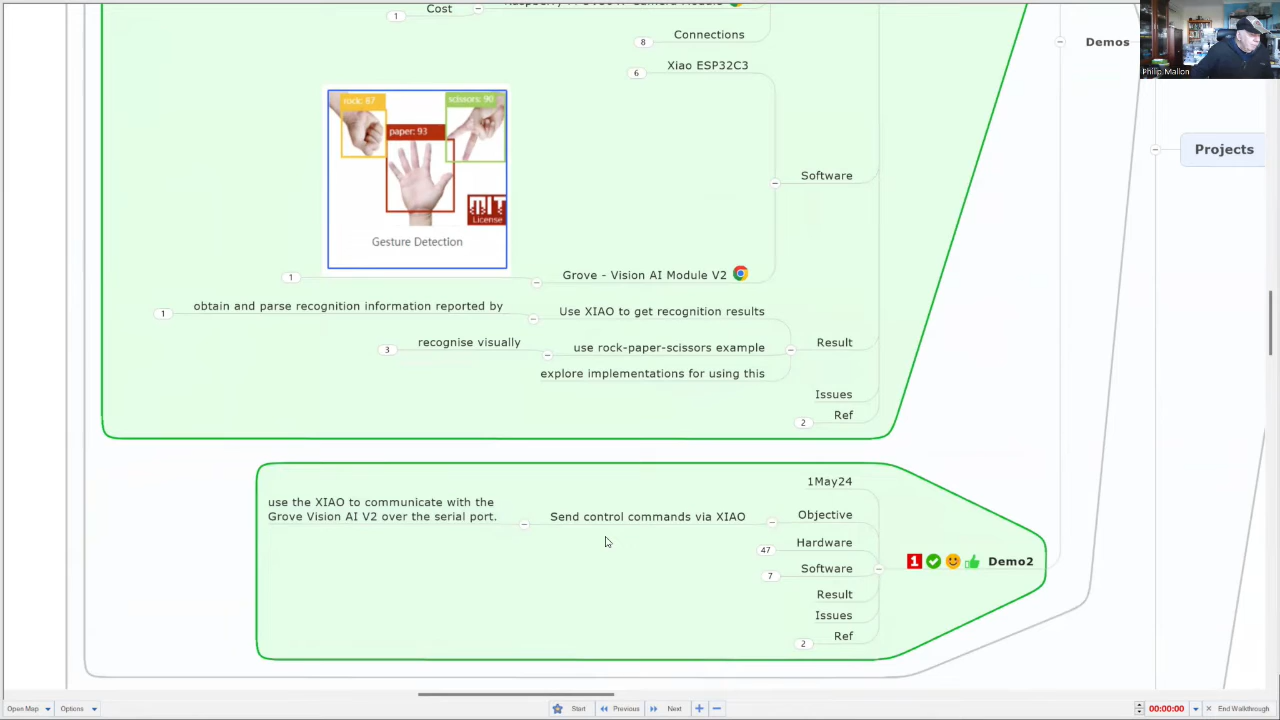 Cost
1
Connections
8
Xiao ESP32C3
6
Demos
Philip Mallon
Projects
rock: 87
scissors: 90
paper: 93
MIT
License
Gesture Detection
Software
Grove - Vision AI Module V2
1
obtain and parse recognition information reported by
1
Use XIAO to get recognition results
recognise visually
3
use rock-paper-scissors example
Result
explore implementations for using this
Issues
Ref
2
1May24
use the XIAO to communicate with the
Grove Vision AI V2 over the serial port.
Send control commands via XIAO
Objective
Hardware
47
1
Demo2
Software
7
Result
Issues
Ref
2
Open Map
Options
Start
Previous
Next
00:00:00
End Walkthrough